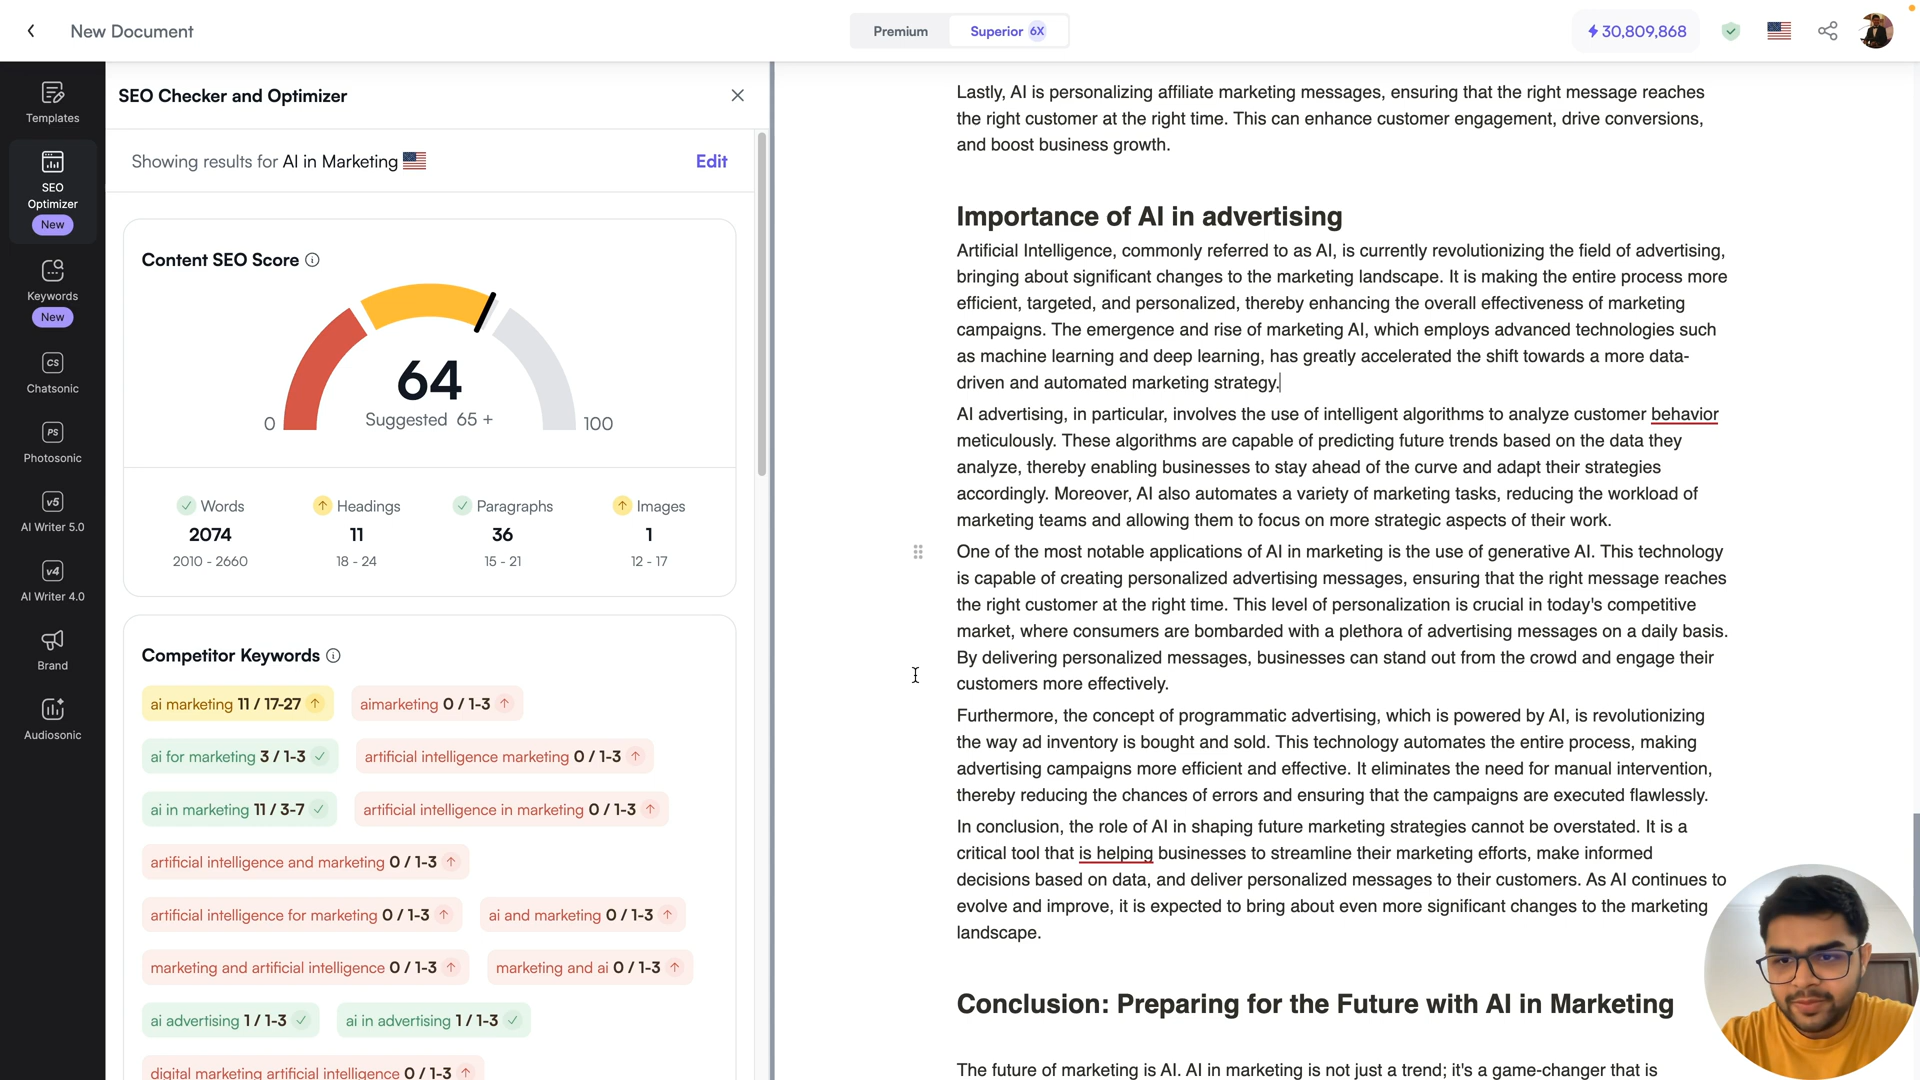 New Document
Premium
Superior 6X
30,809,868
Templates
SEO
Optimizer
New
Keywords
New
CS
Chatsonic
PS
Photosonic
v5
AI Writer 5.0
v4
AI Writer 4.0
Brand
Audiosonic
SEO Checker and Optimizer
Showing results for AI in Marketing
Edit
Content SEO Score
64
Suggested 65 +
0
100
Words
2074
2010 - 2660
Headings
11
18 - 24
Paragraphs
36
15 - 21
Images
1
12 - 17
Competitor Keywords
ai marketing 11 / 17-27
aimarketing 0 / 1-3
ai for marketing 3 / 1-3
artificial intelligence marketing 0 / 1-3
ai in marketing 11 / 3-7
artificial intelligence in marketing 0 / 1-3
artificial intelligence and marketing 0 / 1-3
artificial intelligence for marketing 0 / 1-3
ai and marketing 0 / 1-3
marketing and artificial intelligence 0 / 1-3
marketing and ai 0 / 1-3
ai advertising 1 / 1-3
ai in advertising 1 / 1-3
digital marketing artificial intelligence 0 / 1-3
Lastly, AI is personalizing affiliate marketing messages, ensuring that the right message reaches
the right customer at the right time. This can enhance customer engagement, drive conversions,
and boost business growth.
Importance of AI in advertising
Artificial Intelligence, commonly referred to as AI, is currently revolutionizing the field of advertising,
bringing about significant changes to the marketing landscape. It is making the entire process more
efficient, targeted, and personalized, thereby enhancing the overall effectiveness of marketing
campaigns. The emergence and rise of marketing AI, which employs advanced technologies such
as machine learning and deep learning, has greatly accelerated the shift towards a more data-
driven and automated marketing strategy.
AI advertising, in particular, involves the use of intelligent algorithms to analyze customer behavior
meticulously. These algorithms are capable of predicting future trends based on the data they
analyze, thereby enabling businesses to stay ahead of the curve and adapt their strategies
accordingly. Moreover, AI also automates a variety of marketing tasks, reducing the workload of
marketing teams and allowing them to focus on more strategic aspects of their work.
One of the most notable applications of AI in marketing is the use of generative AI. This technology
is capable of creating personalized advertising messages, ensuring that the right message reaches
the right customer at the right time. This level of personalization is crucial in today's competitive
market, where consumers are bombarded with a plethora of advertising messages on a daily basis.
By delivering personalized messages, businesses can stand out from the crowd and engage their
customers more effectively.
Furthermore, the concept of programmatic advertising, which is powered by AI, is revolutionizing
the way ad inventory is bought and sold. This technology automates the entire process, making
advertising campaigns more efficient and effective. It eliminates the need for manual intervention,
thereby reducing the chances of errors and ensuring that the campaigns are executed flawlessly.
In conclusion, the role of AI in shaping future marketing strategies cannot be overstated. It is a
critical tool that is helping businesses to streamline their marketing efforts, make informed
decisions based on data, and deliver personalized messages to their customers. As AI continues to
evolve and improve, it is expected to bring about even more significant changes to the marketing
landscape.
Conclusion: Preparing for the Future with AI in Marketing
The future of marketing is AI. AI in marketing is not just a trend; it's a game-changer that is